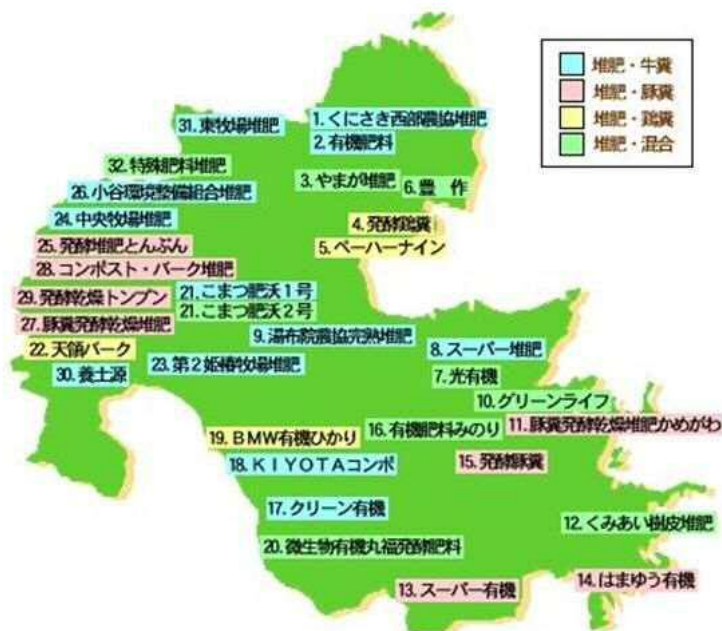 堆肥・牛糞
堆肥・豚糞
堆肥・鶏糞
堆肥・混合
31. 東牧場堆肥
1. くにさき西部農協堆肥
2. 有機肥料
32. 特殊肥料堆肥
3. やまが堆肥
6. 豊 作
26. 小谷環境整備組合堆肥
24. 中央牧場堆肥
4. 発酵鶏糞
25. 発酵堆肥とんぷん
5. ペーハーナイン
28. コンポスト・バーク堆肥
29. 発酵乾燥トンプン
21. こまつ肥沃1号
27. 豚糞発酵乾燥堆肥
21. こまつ肥沃2号
9. 湯布院農協完熟堆肥
22. 天領バーク
8. スーパー堆肥
30. 養土源
23. 第2姫椿牧場堆肥
7. 光有機
10. グリーンライフ
11. 豚糞発酵乾燥堆肥かめがわ
16. 有機肥料みのり
19. BMW有機ひかり
18. KIYOTAコンポ
15. 発酵豚糞
17. クリーン有機
12. くみあい樹皮堆肥
20. 微生物有機丸福発酵肥料
13. スーパー有機
14. はまゆう有機